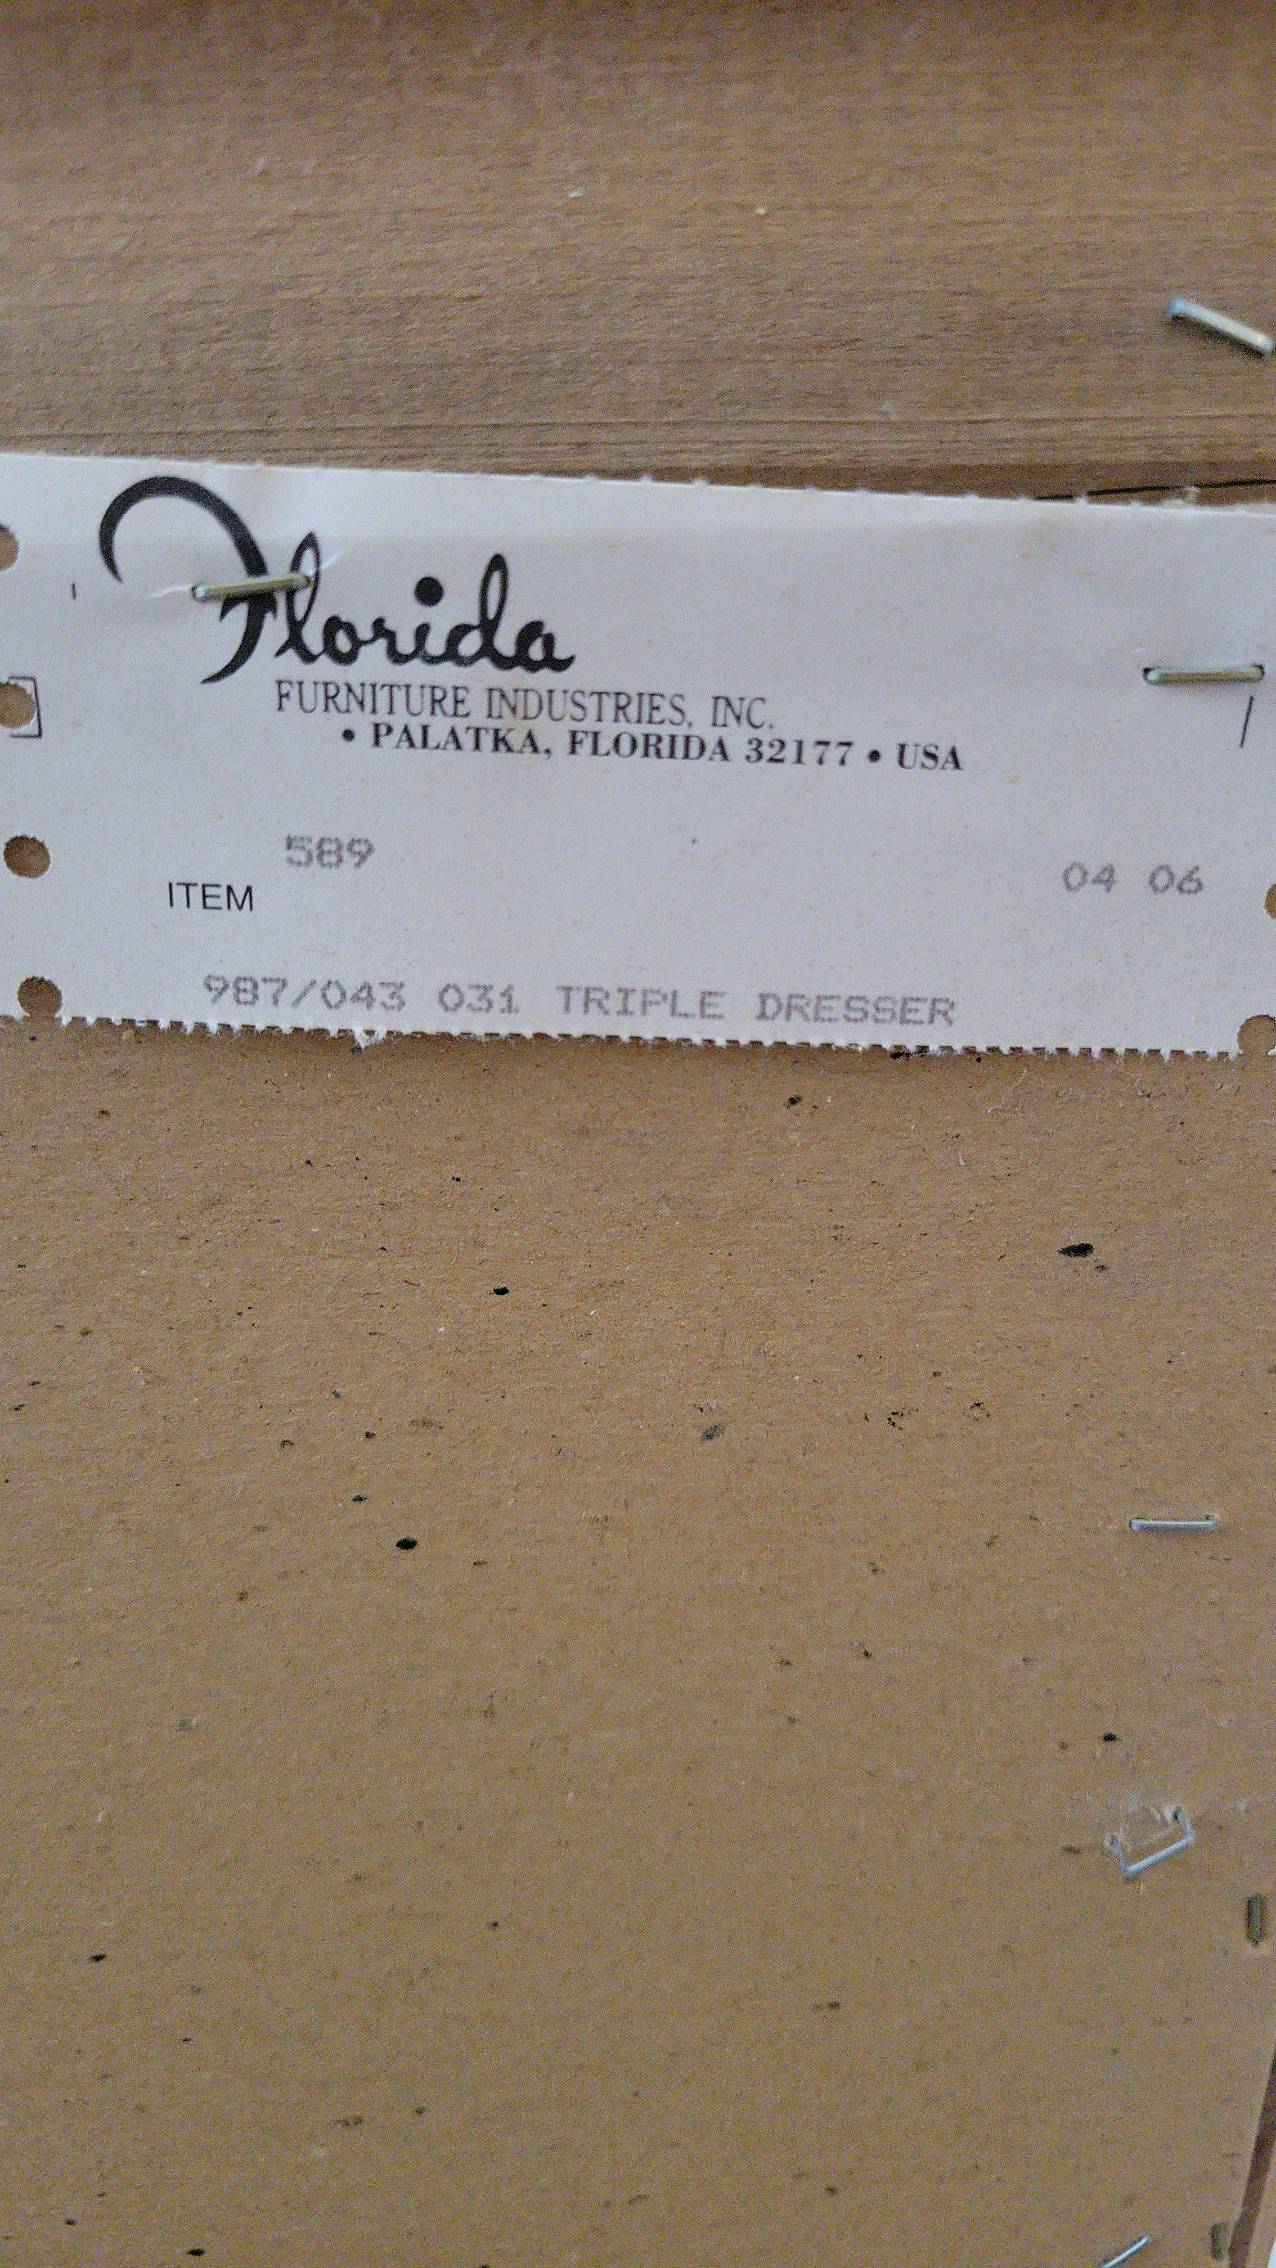 Florida
FURNITURE INDUSTRIES, INC.
• PALATKA, FLORIDA 32177 • USA
589
04 06
ITEM
987/043 031 TRIPLE DRESSER